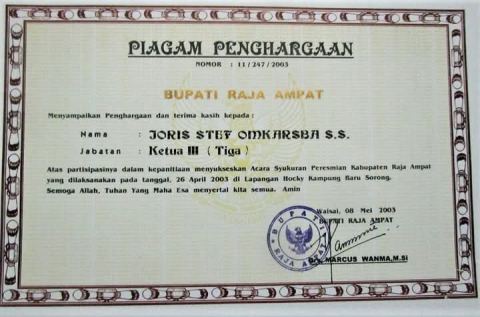 PIAGAM PENGHARGAAN
NOMOR : 11/247/2003
BUPATI RAJA AMPAT
Menyampaikan Penghargaan dan terima kasih kepada:
Nama : JORIS STEF OMKARSBA S.S.
Jabatan : Ketua III ( Tiga )
Atas partisipasinya dalam kepanitiaan menyukseskan Acara Syukuran Peresmian Kabupaten Raja Ampat
yang dilaksanakan pada tanggal, 26 April 2003 di Lapangan Hocky Kampung Baru Sorong.
Semoga Allah, Tuhan Yang Maha Esa menyertai kita semua. Amin
Waisai, 08 Mei 2003
BUPATI RAJA AMPAT
BUPATI
RAJA AMPAT
MARCUS WANMA,M.Si